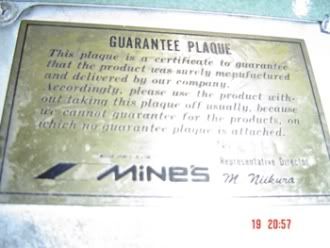 GUARANTEE PLAQUE
This plaque is a certificate to guarantee
that the product was surely mepufactured
and delivered by our company.
Accordingly, please use the product with-
out taking this plaque off usually, because
we cannot guarantee for the products, on
which no guarantee plaque is attached.
Representative Director
MiNE'S M Niikura
19 20:57